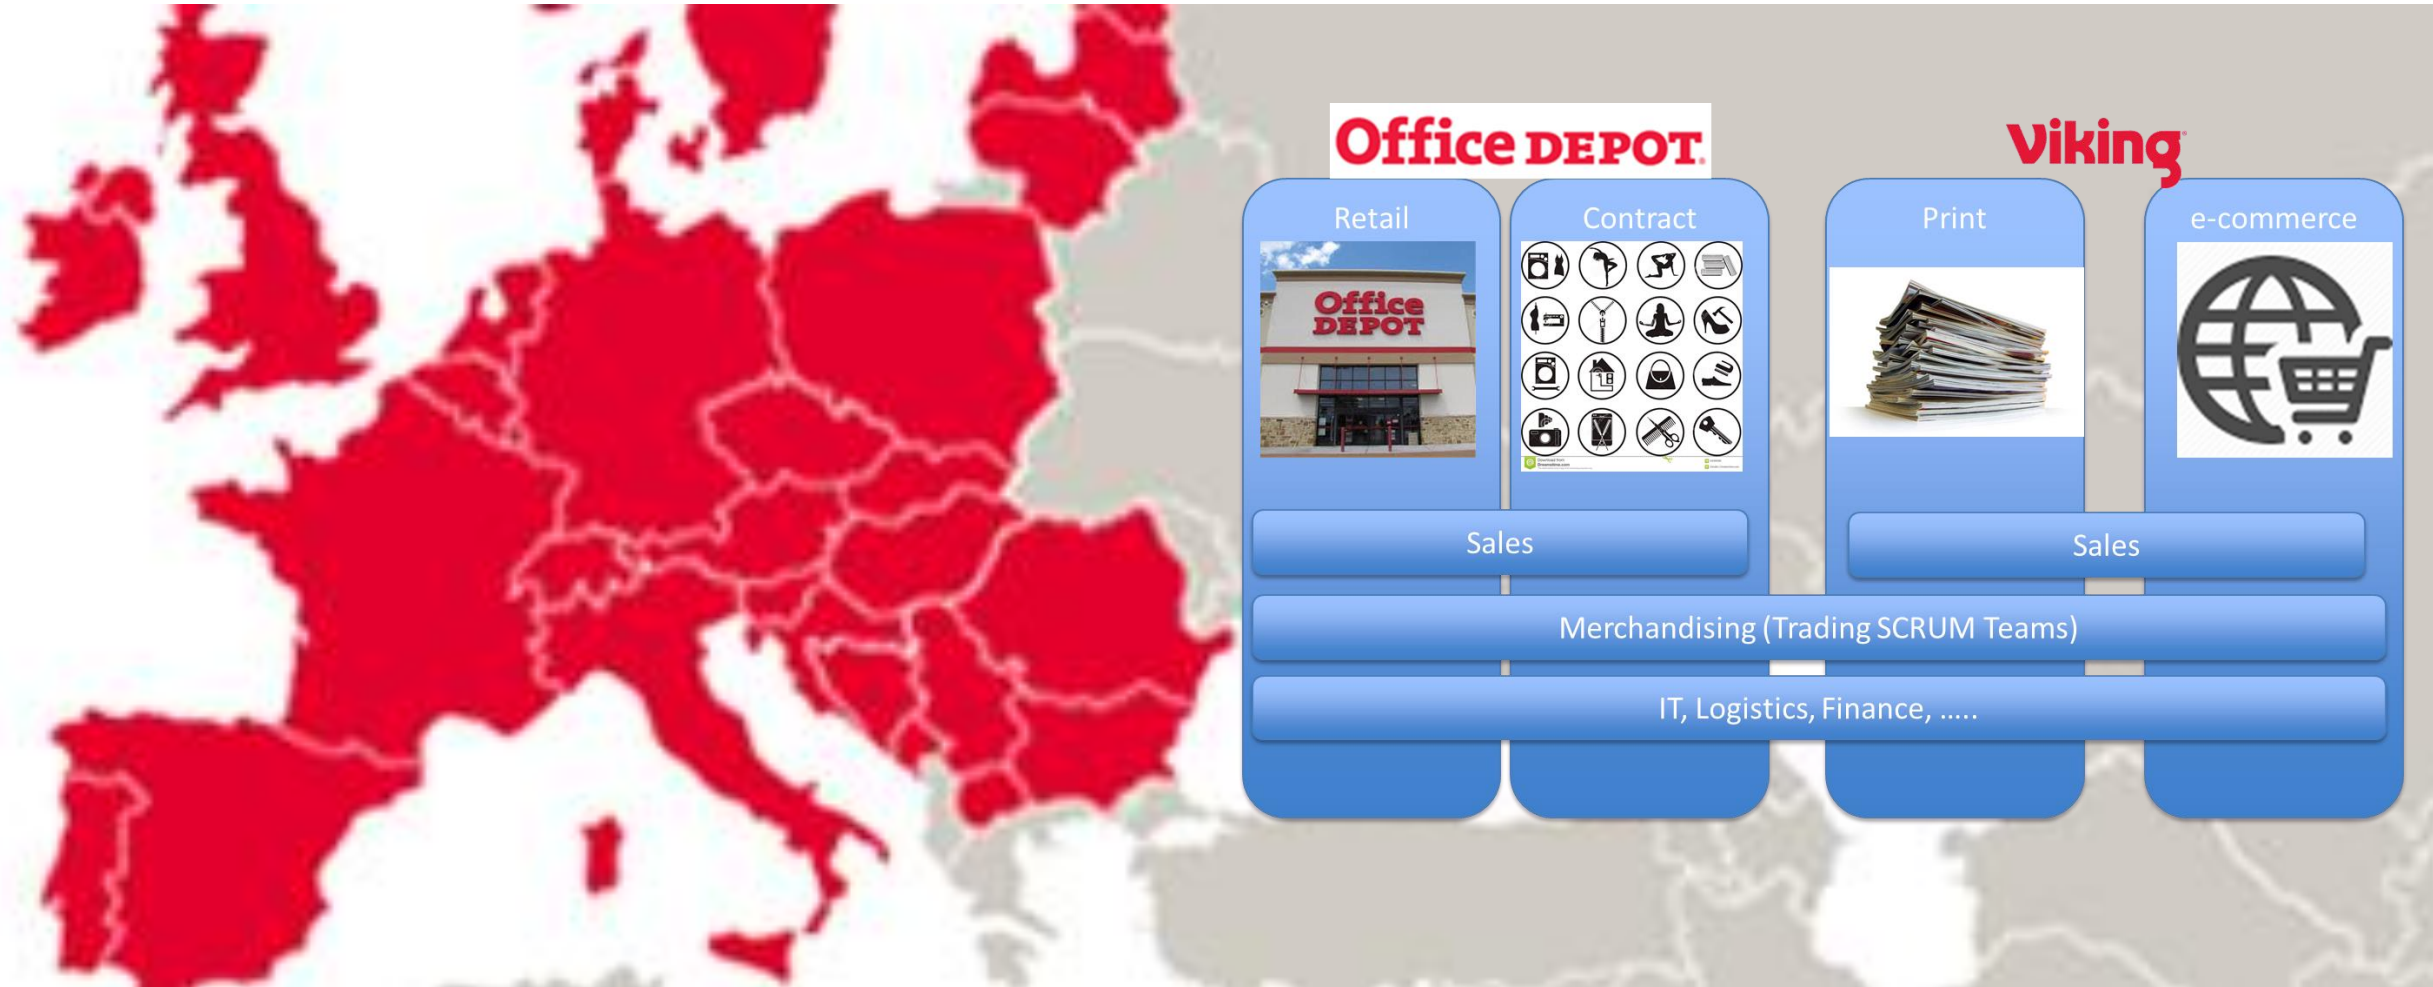 Office DEPOT.
Viking
Retail
Contract
Print
e-commerce
Office
DEPOT
Sales
Sales
Merchandising (Trading SCRUM Teams)
IT, Logistics, Finance, .....